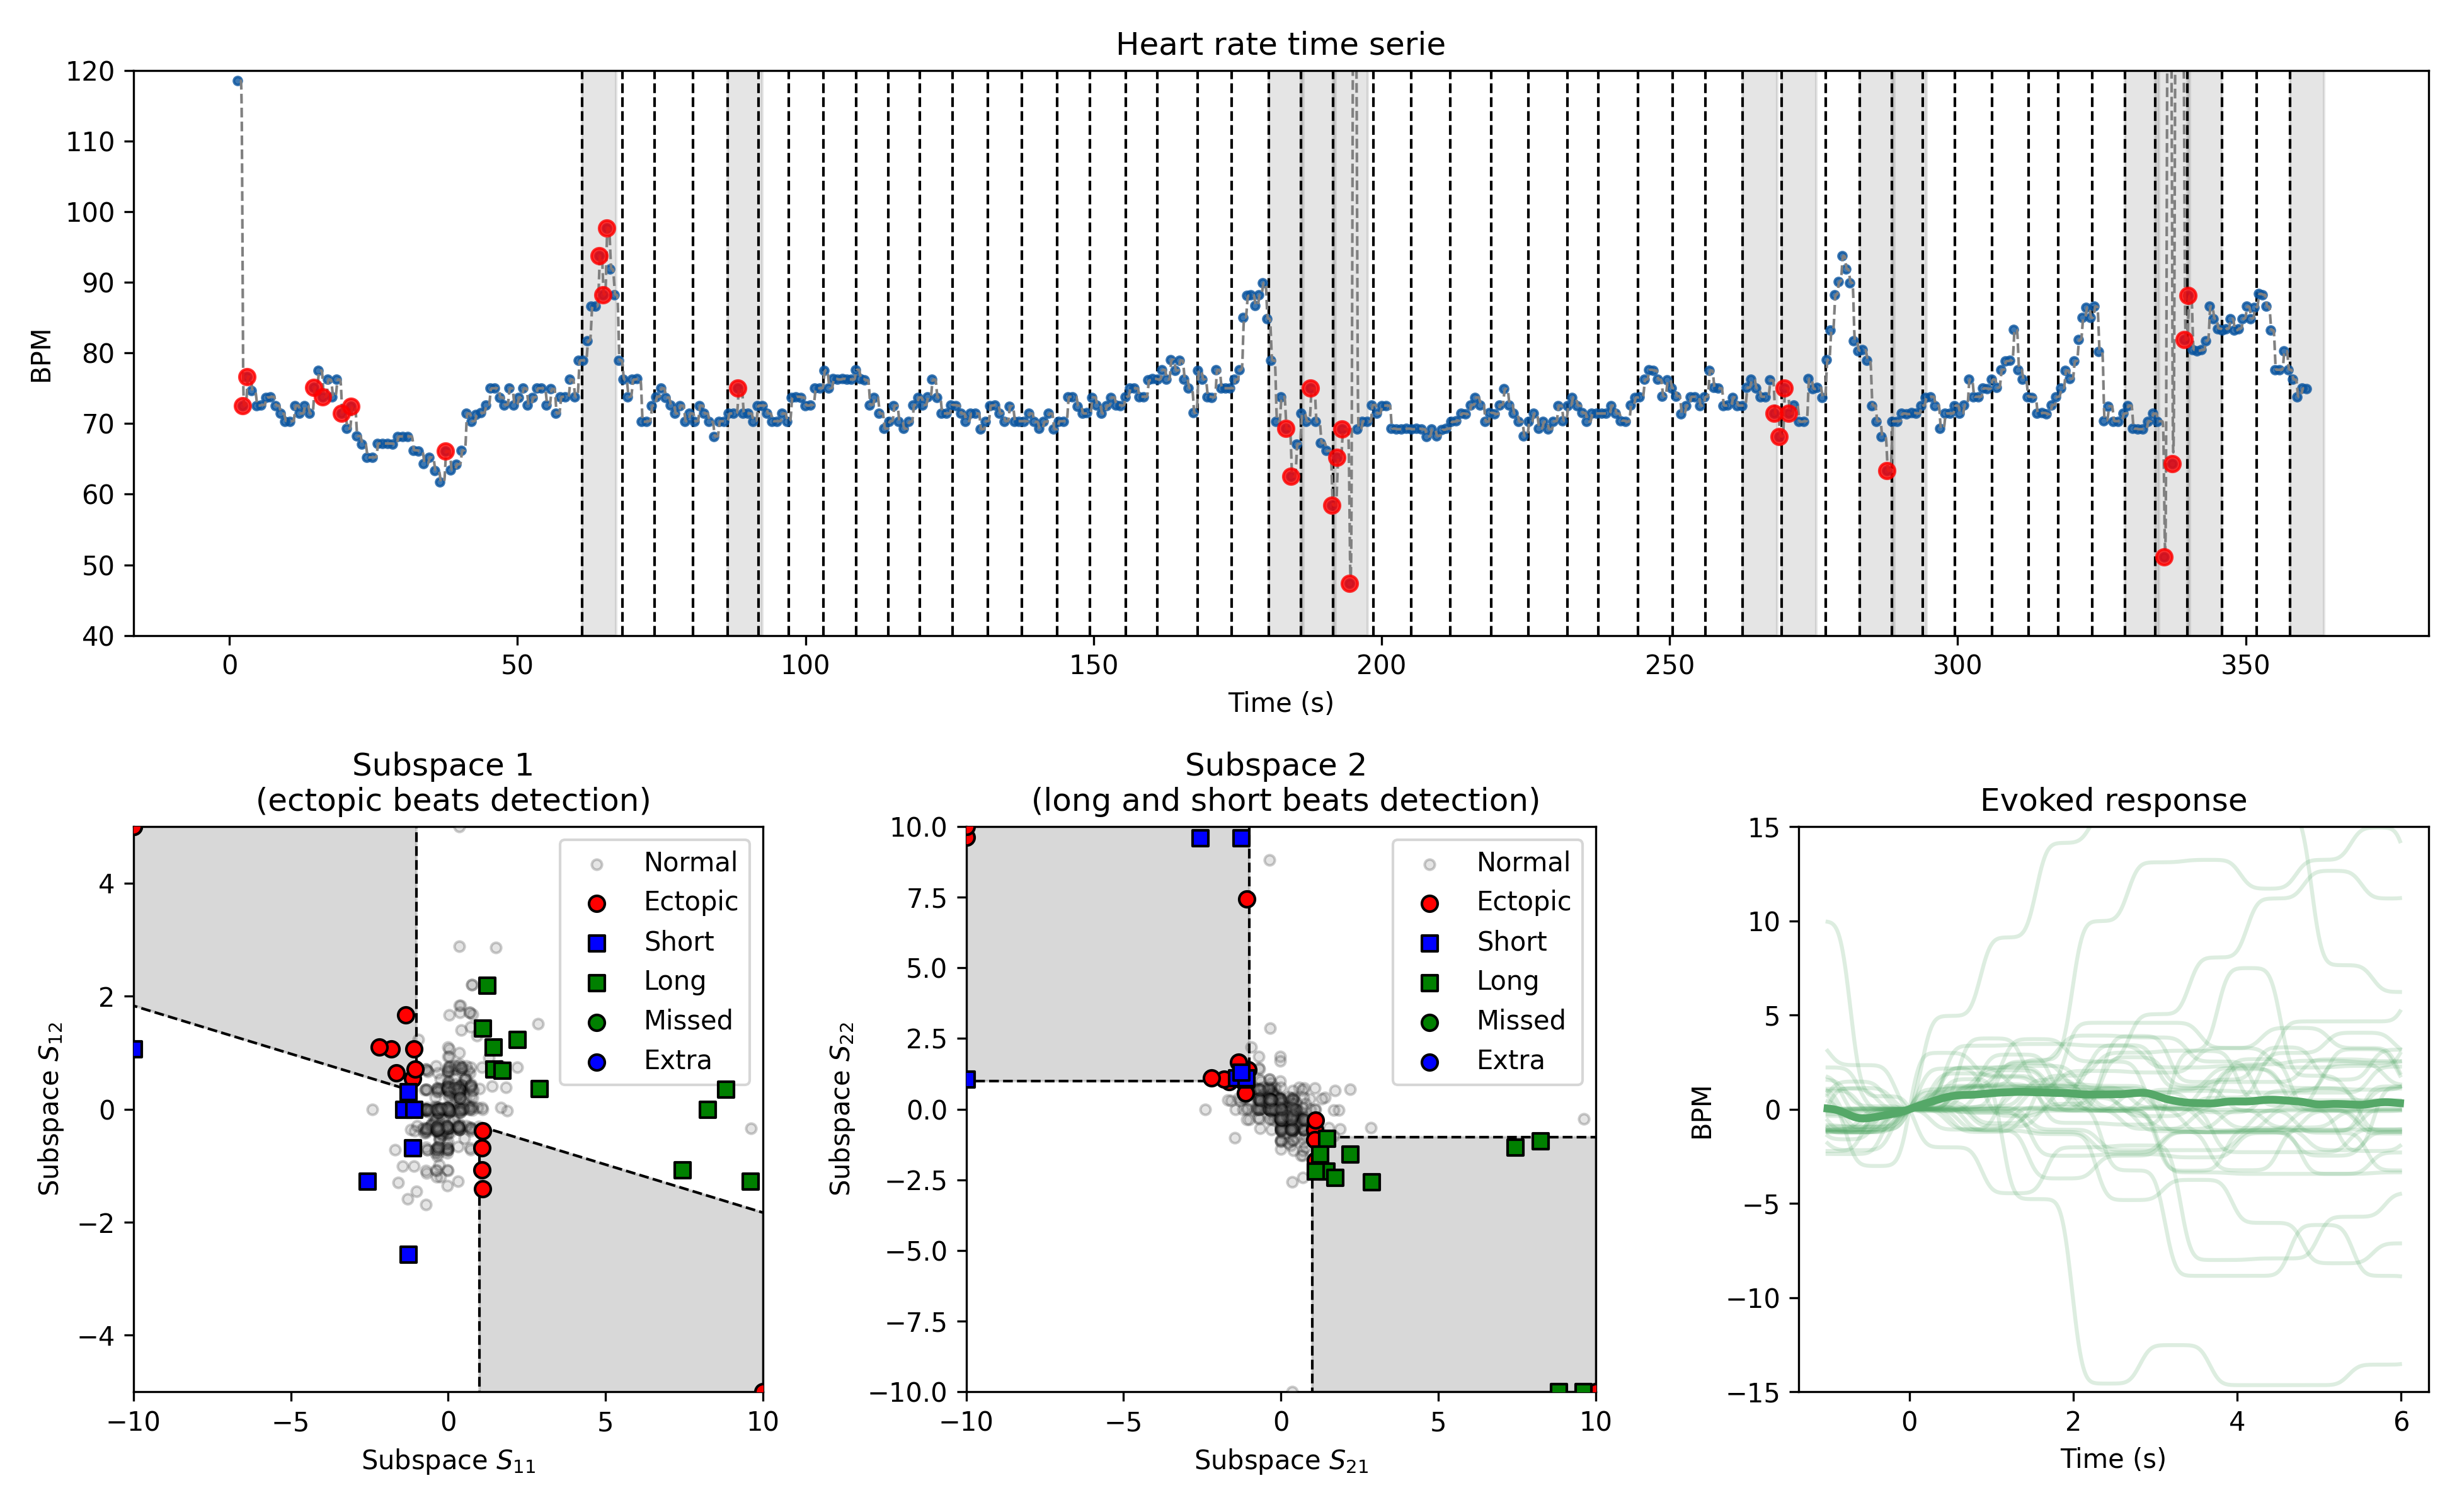 Heart rate time serie
BPM
120
110
100
90
80
70
60
50
40
0 50 100 150 200 250 300 350
Time (s)
Subspace 1
(ectopic beats detection)
Subspace S₁₂
4
2
0
−2
−4
Normal
Ectopic
Short
Long
Missed
Extra
−10 −5 0 5 10
Subspace S₁₁
Subspace 2
(long and short beats detection)
Subspace S₂₂
10.0
7.5
5.0
2.5
0.0
−2.5
−5.0
−7.5
−10.0
Normal
Ectopic
Short
Long
Missed
Extra
−10 −5 0 5 10
Subspace S₂₁
Evoked response
BPM
15
10
5
0
−5
−10
−15
0 2 4 6
Time (s)